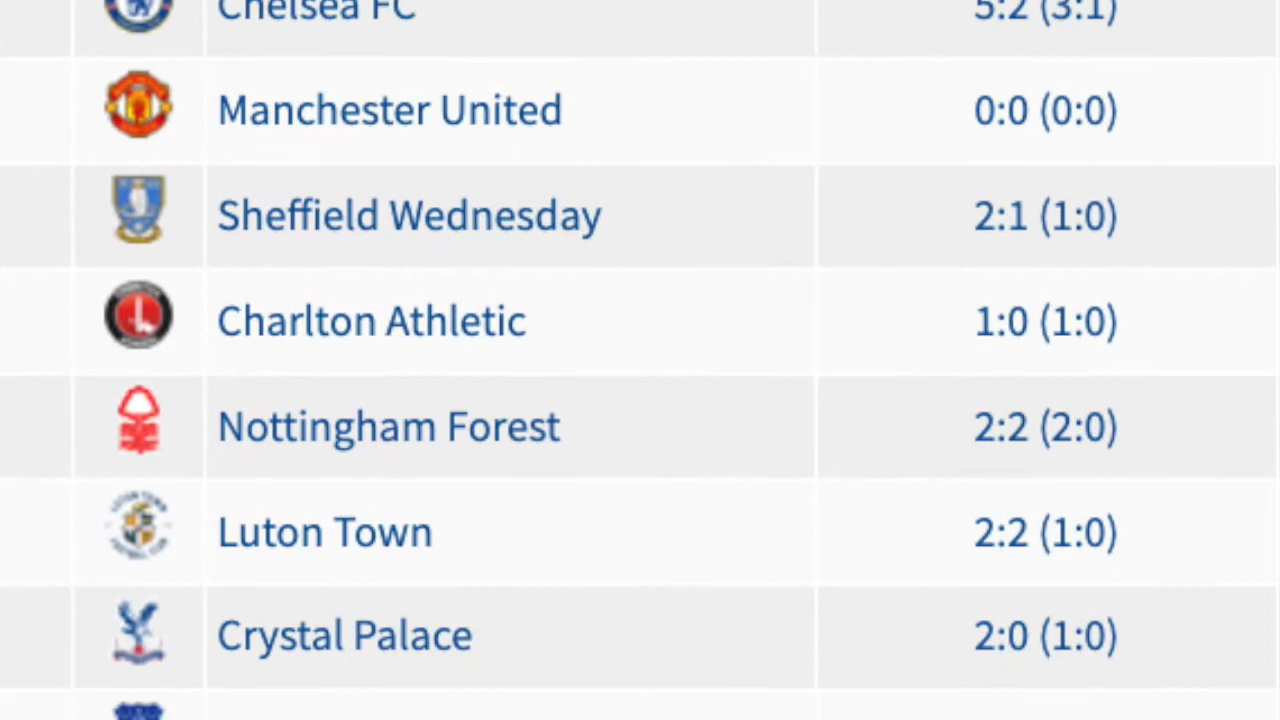 Chelsea FC 5:2 (3:1)
Manchester United 0:0 (0:0)
Sheffield Wednesday 2:1 (1:0)
Charlton Athletic 1:0 (1:0)
Nottingham Forest 2:2 (2:0)
Luton Town 2:2 (1:0)
Crystal Palace 2:0 (1:0)